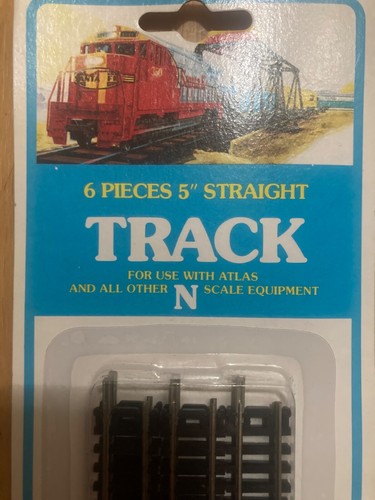 6 PIECES 5" STRAIGHT
TRACK
FOR USE WITH ATLAS
AND ALL OTHER N SCALE EQUIPMENT